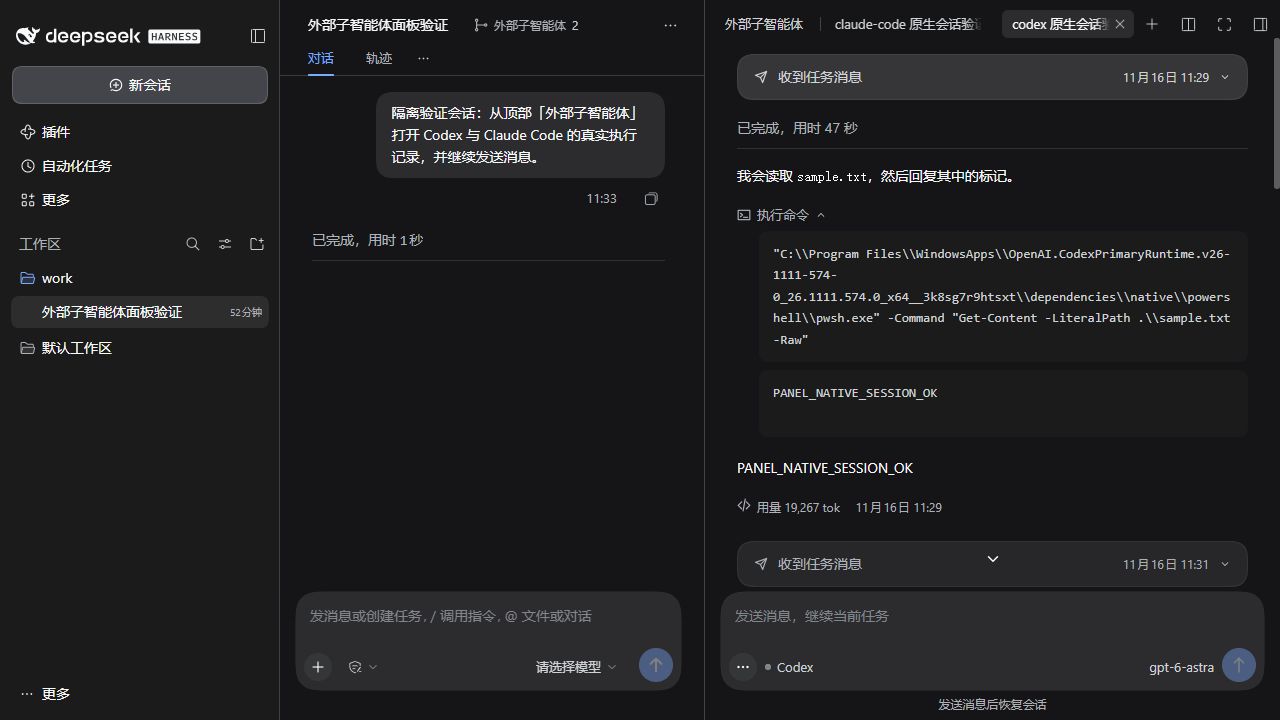 deepseek HARNESS
新会话
插件
自动化任务
更多
工作区
work
外部子智能体面板验证 52分钟
默认工作区
更多
外部子智能体面板验证 外部子智能体 2
对话 轨迹
隔离验证会话：从顶部「外部子智能体」
打开 Codex 与 Claude Code 的真实执行
记录，并继续发送消息。
11:33
已完成，用时 1秒
发消息或创建任务, / 调用指令, @ 文件或对话
请选择模型
外部子智能体 claude-code 原生会话验 codex 原生会话
收到任务消息 11月16日 11:29
已完成，用时 47 秒
我会读取 sample.txt，然后回复其中的标记。
执行命令
"C:\\Program Files\\WindowsApps\\OpenAI.CodexPrimaryRuntime.v26-
1111-574-
0_26.1111.574.0_x64__3k8sg7r9htsxt\\dependencies\\native\\powers
hell\\pwsh.exe" -Command "Get-Content -LiteralPath .\\sample.txt
-Raw"
PANEL_NATIVE_SESSION_OK
PANEL_NATIVE_SESSION_OK
用量 19,267 tok 11月16日 11:29
收到任务消息 11月16日 11:31
发送消息，继续当前任务
Codex gpt-6-astra
发送消息后恢复会话